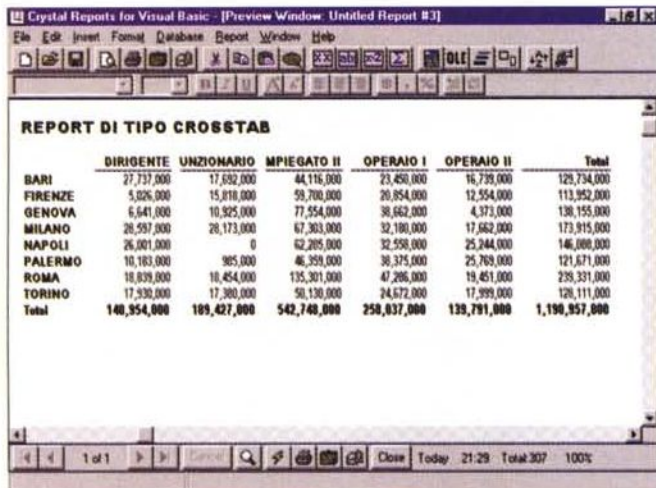 Crystal Reports for Visual Basic - [Preview Window: Untitled Report #3]
File Edit Insert Format Database Report Window Help
OLE
B I U
REPORT DI TIPO CROSSTAB
DIRIGENTE UNZIONARIO MPIEGATO II OPERAIO I OPERAIO II Total
BARI 27,737,000 17,692,000 44,116,000 23,450,000 16,739,000 129,734,000
FIRENZE 5,026,000 15,818,000 59,700,000 20,854,000 12,554,000 113,952,000
GENOVA 6,641,000 10,925,000 77,554,000 38,662,000 4,373,000 138,155,000
MILANO 28,597,000 28,173,000 67,303,000 32,180,000 17,662,000 173,915,000
NAPOLI 26,001,000 0 62,285,000 32,558,000 25,244,000 146,088,000
PALERMO 10,183,000 985,000 46,359,000 38,375,000 25,769,000 121,671,000
ROMA 18,839,000 18,454,000 135,301,000 47,286,000 19,451,000 239,331,000
TORINO 17,930,000 17,380,000 50,130,000 24,672,000 17,999,000 128,111,000
Total 140,954,000 109,427,000 542,748,000 258,037,000 139,791,000 1,190,957,000
1 of 1 Cancel Close Today 21:29 Total:307 100%